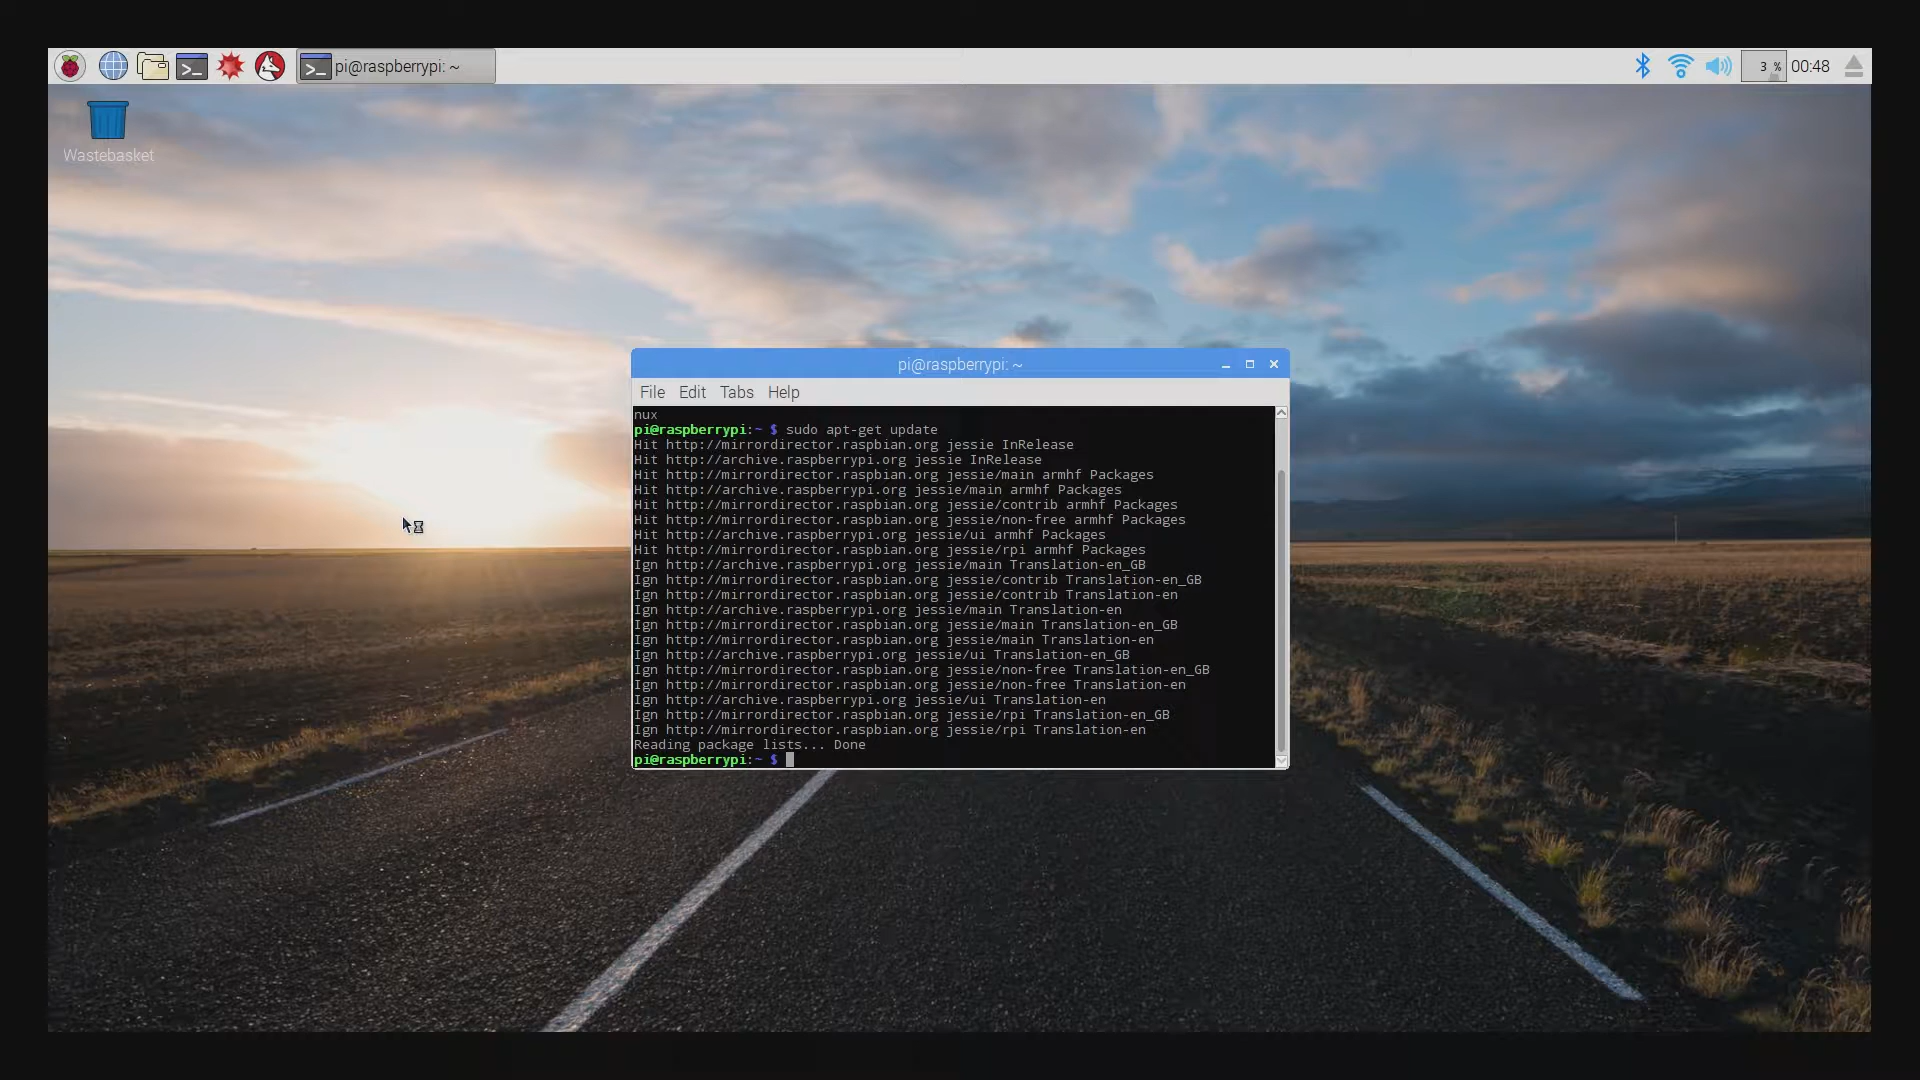 pi@raspberrypi: ~
3 %
00:48
Wastebasket
pi@raspberrypi: ~
File Edit Tabs Help
nux
pi@raspberrypi:~ $ sudo apt-get update
Hit http://mirrordirector.raspbian.org jessie InRelease
Hit http://archive.raspberrypi.org jessie InRelease
Hit http://mirrordirector.raspbian.org jessie/main armhf Packages
Hit http://archive.raspberrypi.org jessie/main armhf Packages
Hit http://mirrordirector.raspbian.org jessie/contrib armhf Packages
Hit http://mirrordirector.raspbian.org jessie/non-free armhf Packages
Hit http://archive.raspberrypi.org jessie/ui armhf Packages
Hit http://mirrordirector.raspbian.org jessie/rpi armhf Packages
Ign http://archive.raspberrypi.org jessie/main Translation-en_GB
Ign http://mirrordirector.raspbian.org jessie/contrib Translation-en_GB
Ign http://mirrordirector.raspbian.org jessie/contrib Translation-en
Ign http://archive.raspberrypi.org jessie/main Translation-en
Ign http://mirrordirector.raspbian.org jessie/main Translation-en_GB
Ign http://mirrordirector.raspbian.org jessie/main Translation-en
Ign http://archive.raspberrypi.org jessie/ui Translation-en_GB
Ign http://mirrordirector.raspbian.org jessie/non-free Translation-en_GB
Ign http://mirrordirector.raspbian.org jessie/non-free Translation-en
Ign http://archive.raspberrypi.org jessie/ui Translation-en
Ign http://mirrordirector.raspbian.org jessie/rpi Translation-en_GB
Ign http://mirrordirector.raspbian.org jessie/rpi Translation-en
Reading package lists... Done
pi@raspberrypi:~ $